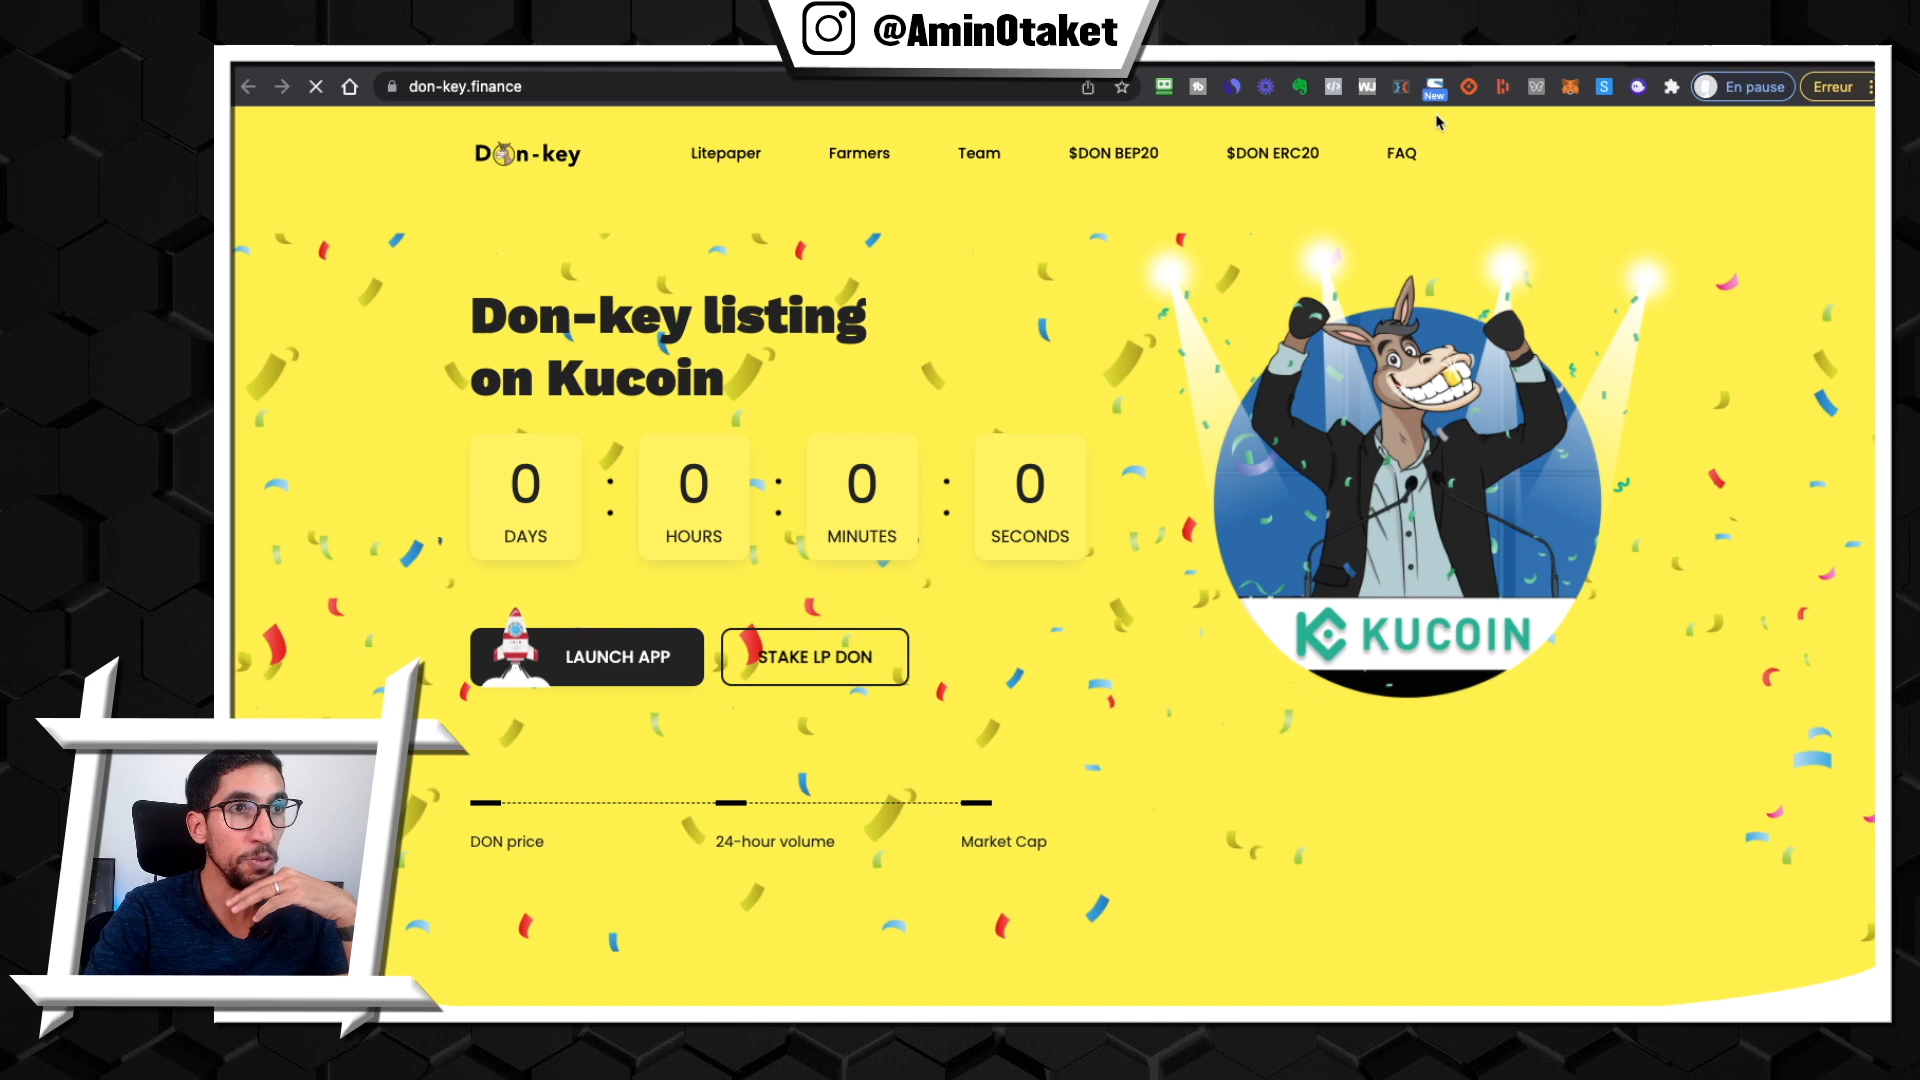 @AminOtaket
don-key.finance
New
En pause
Erreur
Don-key
Litepaper
Farmers
Team
$DON BEP20
$DON ERC20
FAQ
Don-key listing
on Kucoin
0 : 0 : 0 : 0
DAYS HOURS MINUTES SECONDS
KUCOIN
LAUNCH APP
STAKE LP DON
DON price
24-hour volume
Market Cap